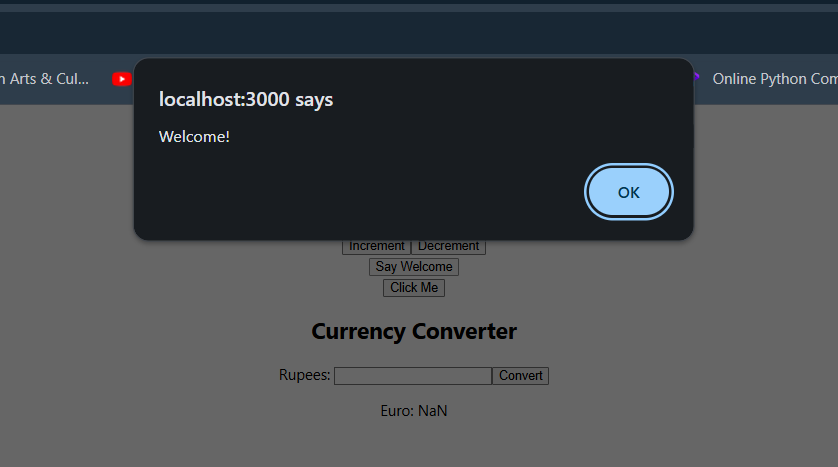 n Arts & Cul...
Online Python Com
localhost:3000 says
Welcome!
OK
Increment Decrement
Say Welcome
Click Me
Currency Converter
Rupees: Convert
Euro: NaN